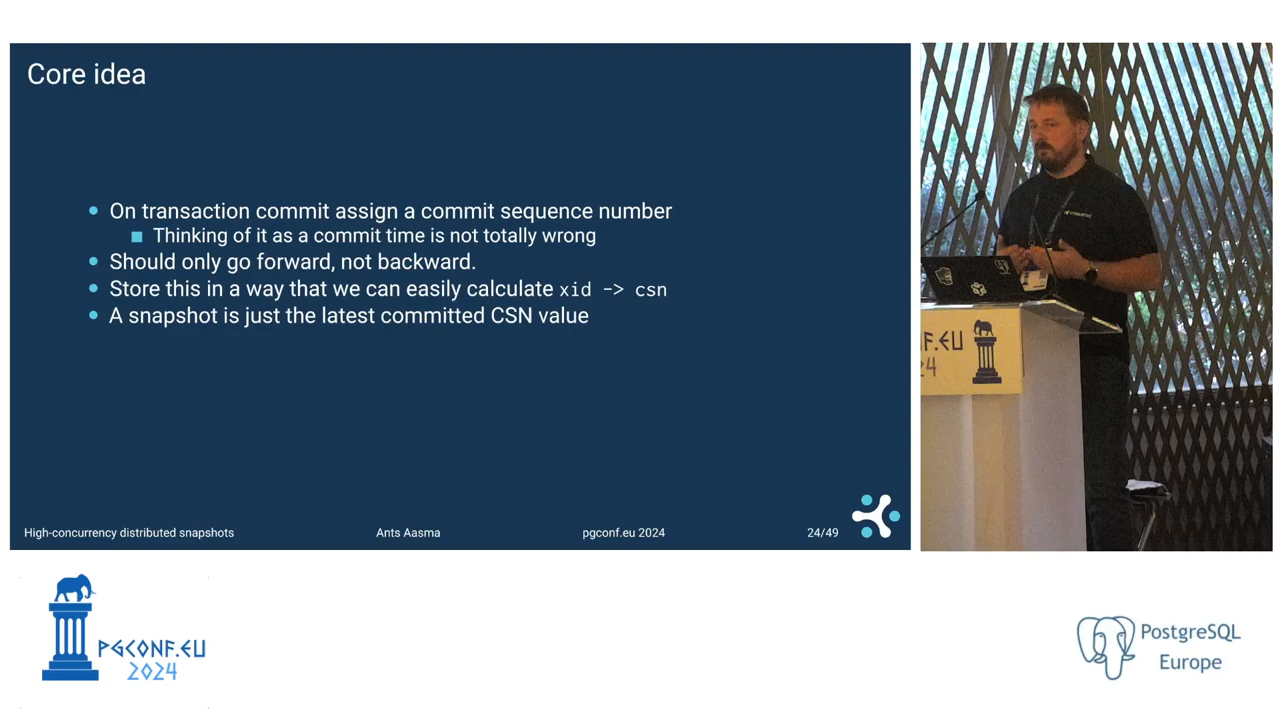 Core idea
On transaction commit assign a commit sequence number
Thinking of it as a commit time is not totally wrong
Should only go forward, not backward.
Store this in a way that we can easily calculate xid -> csn
A snapshot is just the latest committed CSN value
High-concurrency distributed snapshots Ants Aasma pgconf.eu 2024 24/49
NF.EU
24
PGCONF.EU
2024
PostgreSQL
Europe